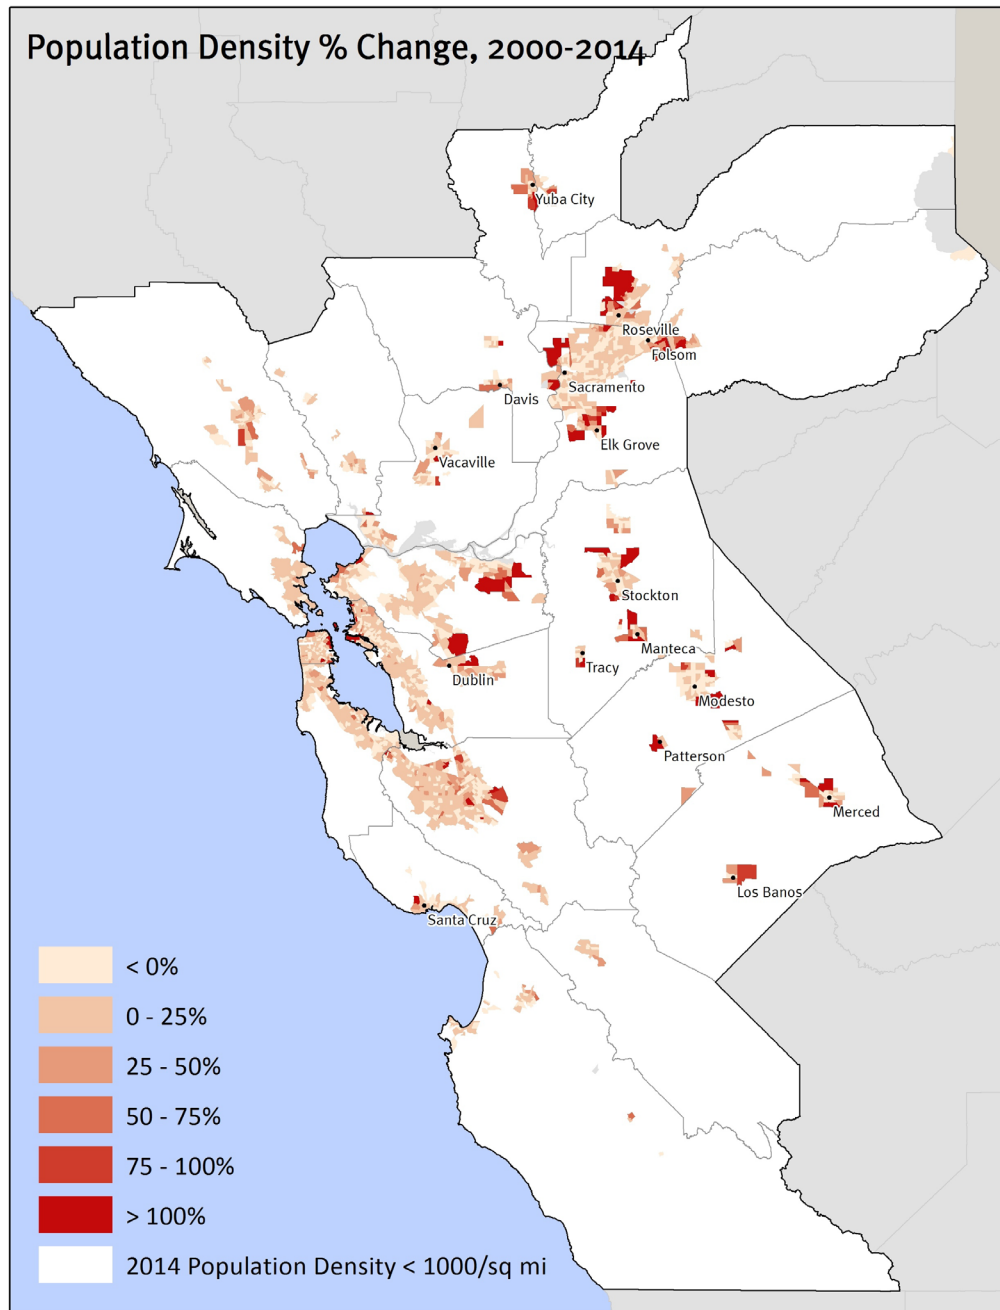 Population Density % Change, 2000-2014
Yuba City
Roseville
Folsom
Sacramento
Davis
Elk Grove
Vacaville
Stockton
Manteca
Tracy
Dublin
Modesto
Patterson
Merced
Los Banos
Santa Cruz
< 0%
0 - 25%
25 - 50%
50 - 75%
75 - 100%
> 100%
2014 Population Density < 1000/sq mi